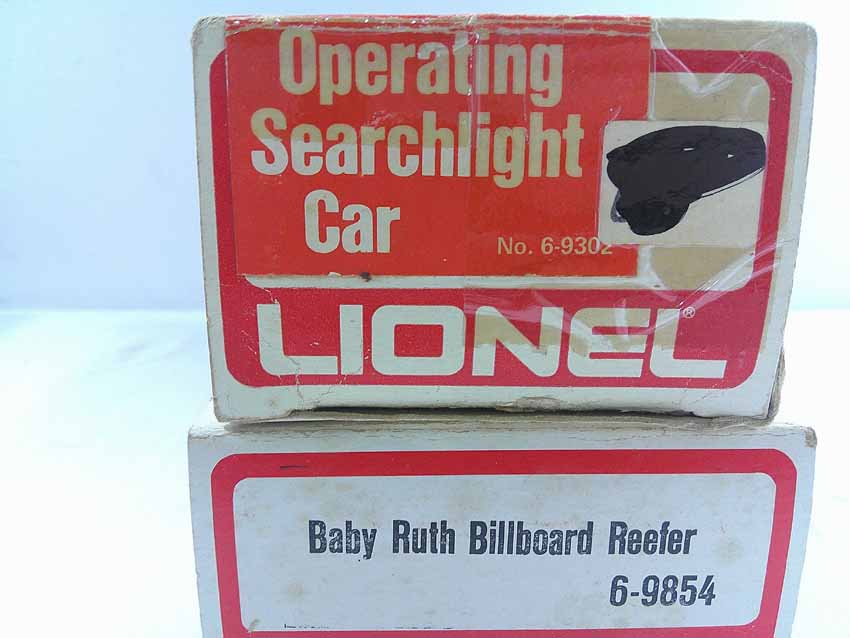 Operating
Searchlight
Car
No. 6-9302
LIONEL®
Baby Ruth Billboard Reefer
6-9854